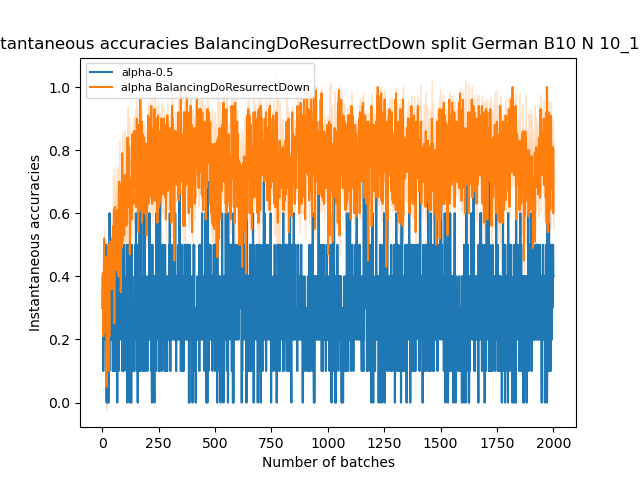 tantaneous accuracies BalancingDoResurrectDown split German B10 N 10_1
alpha-0.5
alpha BalancingDoResurrectDown
Instantaneous accuracies
1.0
0.8
0.6
0.4
0.2
0.0
0 250 500 750 1000 1250 1500 1750 2000
Number of batches